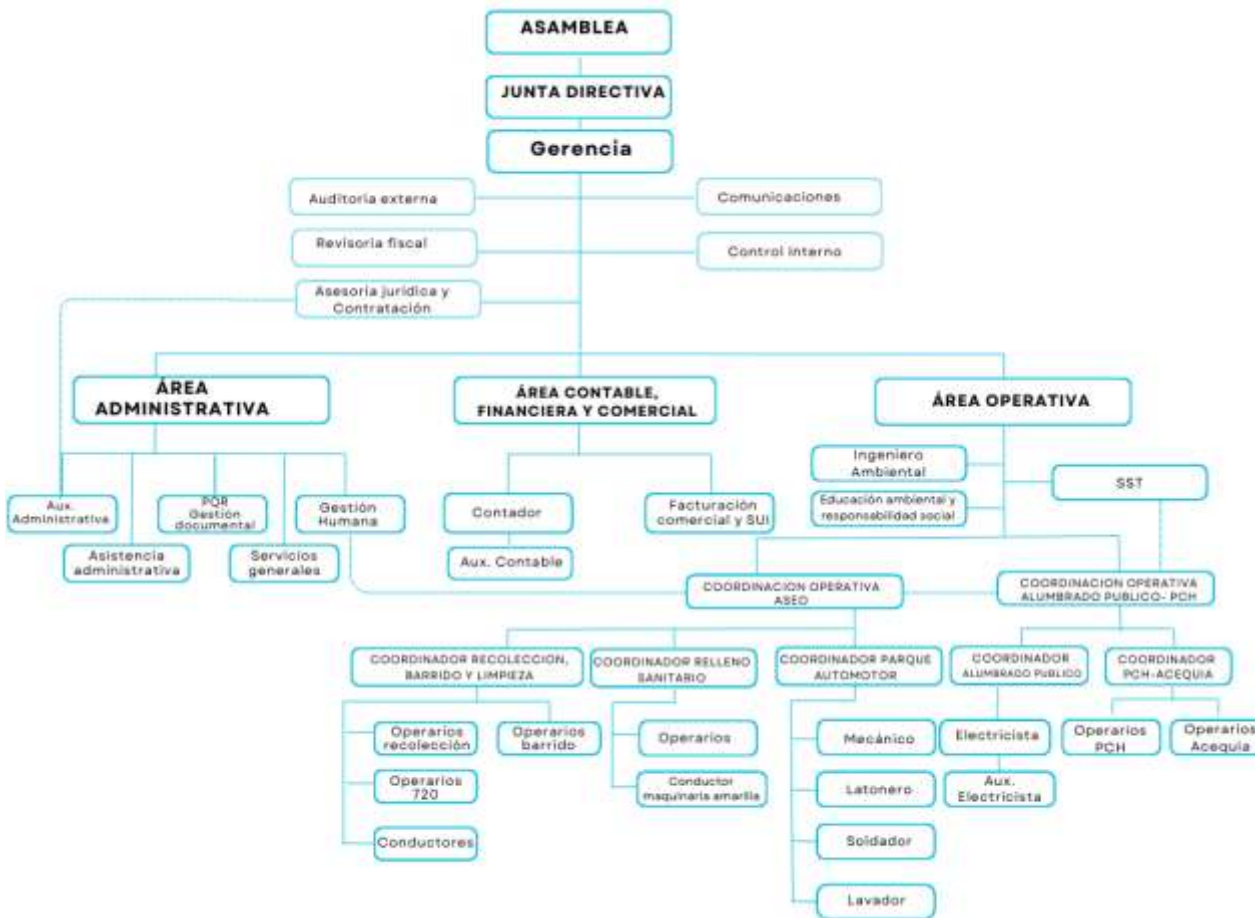 ASAMBLEA
JUNTA DIRECTIVA
Gerencia
Auditoria externa
Comunicaciones
Revisoria fiscal
Control interno
Asesoria juridica y
Contratación
ÁREA
ADMINISTRATIVA
ÁREA CONTABLE,
FINANCIERA Y COMERCIAL
ÁREA OPERATIVA
Ingeniero
Ambiental
SST
Educación ambiental y
responsabilidad social
Aux.
Administrativa
PQR
Gestión
documental
Gestión
Humana
Contador
Facturación
comercial y SUI
Asistencia
administrativa
Servicios
generales
Aux. Contable
COORDINACION OPERATIVA
ASEO
COORDINACION OPERATIVA
ALUMBRADO PUBLICO- PCH
COORDINADOR RECOLECCION,
BARRIDO Y LIMPIEZA
COORDINADOR RELLENO
SANITARIO
COORDINADOR PARQUE
AUTOMOTOR
COORDINADOR
ALUMBRADO PUBLICO
COORDINADOR
PCH-ACEQUIA
Operarios
recolección
Operarios
barrido
Operarios
Mecánico
Electricista
Operarios
PCH
Operarios
Acequia
Operarios
720
Conductor
maquinaria amarilla
Latonero
Aux.
Electricista
Conductores
Soldador
Lavador